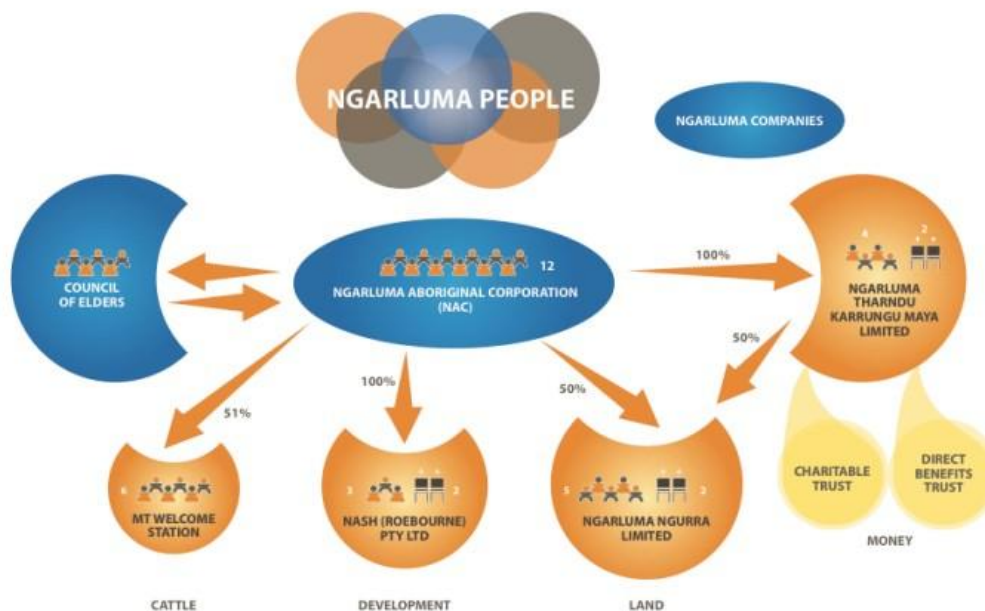 NGARLUMA PEOPLE
NGARLUMA COMPANIES
COUNCIL
OF ELDERS
12
NGARLUMA ABORIGINAL CORPORATION
(NAC)
100%
4
2
NGARLUMA
THARNDU
KARRUNGU MAYA
LIMITED
51%
100%
50%
50%
6
MT WELCOME
STATION
3
2
NASH (ROEBOURNE)
PTY LTD
5
2
NGARLUMA NGURRA
LIMITED
CHARITABLE
TRUST
DIRECT
BENEFITS
TRUST
MONEY
CATTLE
DEVELOPMENT
LAND